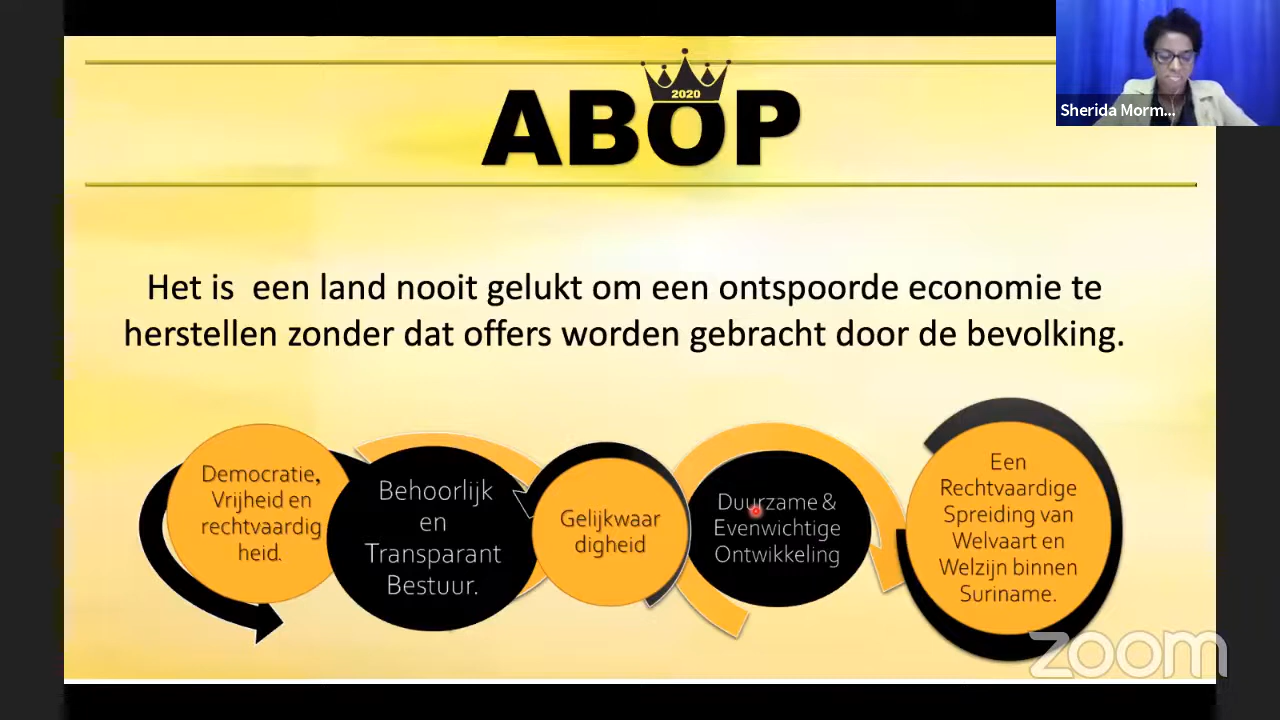 2020
ABOP
Sherida Morm...
Het is een land nooit gelukt om een ontspoorde economie te
herstellen zonder dat offers worden gebracht door de bevolking.
Democratie,
Vrijheid en
rechtvaardig
heid.
Behoorlijk
en
Transparant
Bestuur.
Gelijkwaar
digheid
Duurzame &
Evenwichtige
Ontwikkeling
Een
Rechtvaardige
Spreiding van
Welvaart en
Welzijn binnen
Suriname.
zoom